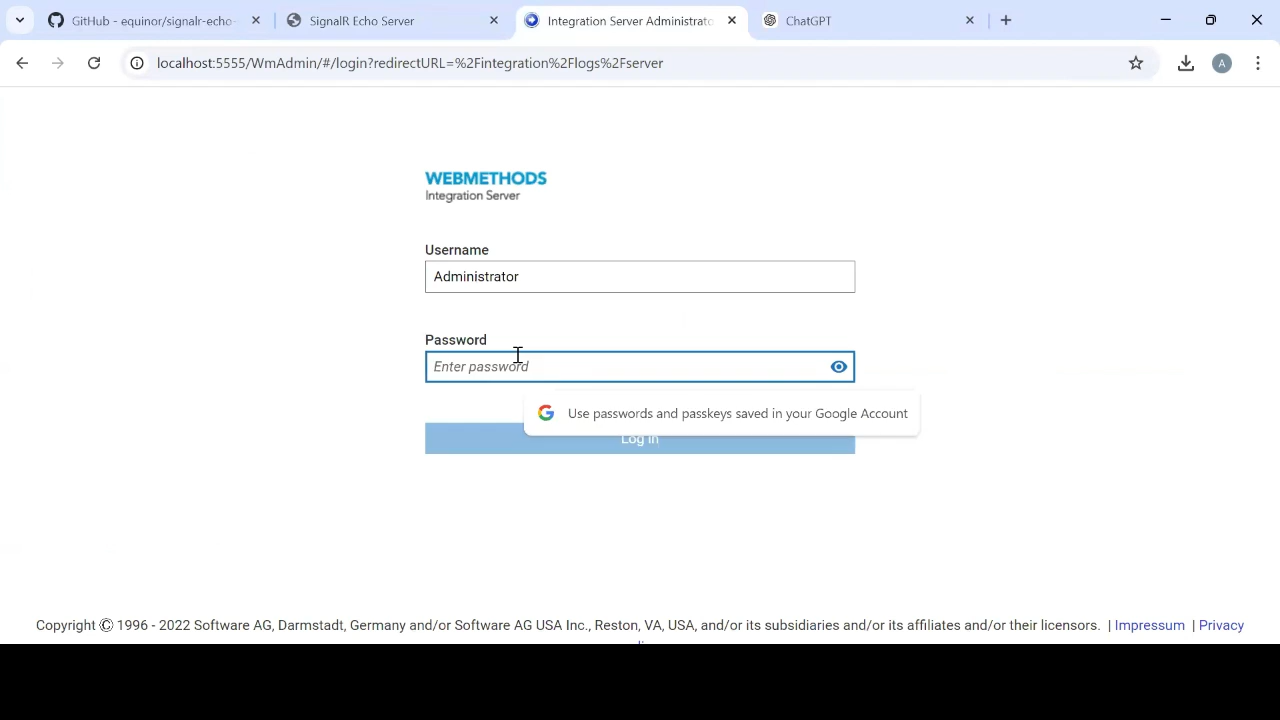 GitHub - equinor/signalr-echo-
SignalR Echo Server
Integration Server Administrato
ChatGPT
localhost:5555/WmAdmin/#/login?redirectURL=%2Fintegration%2Flogs%2Fserver
A
WEBMETHODS
Integration Server
Username
Administrator
Password
Enter password
Use passwords and passkeys saved in your Google Account
Log in
Copyright © 1996 - 2022 Software AG, Darmstadt, Germany and/or Software AG USA Inc., Reston, VA, USA, and/or its subsidiaries and/or its affiliates and/or their licensors. | Impressum | Privacy